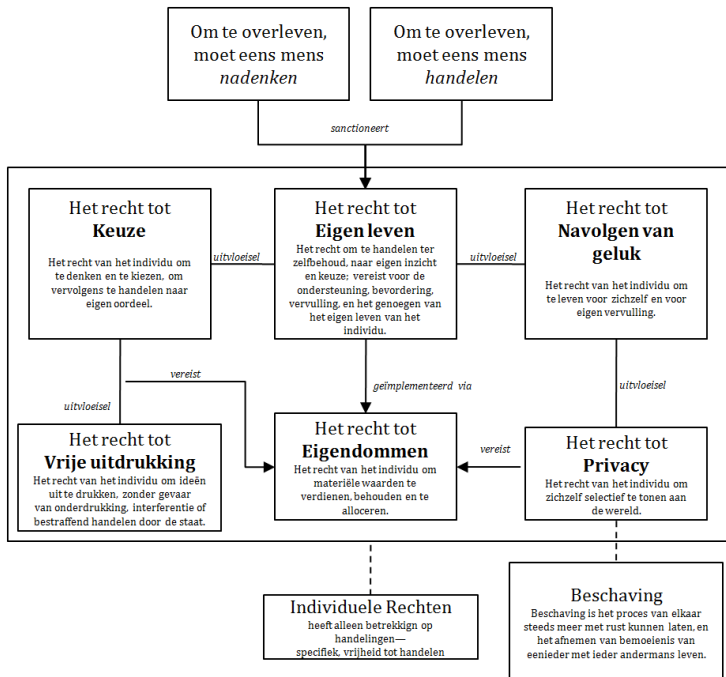 Om te overleven,
moet eens mens
nadenken
Om te overleven,
moet eens mens
handelen
sanctioneert
Het recht tot
Keuze
Het recht van het individu om
te denken en te kiezen, om
vervolgens te handelen naar
eigen oordeel.
uitvloeisel
Het recht tot
Eigen leven
Het recht om te handelen ter
zelfbehoud, naar eigen inzicht
en keuze; vereist voor de
ondersteuning, bevordering,
vervulling, en het genoegen van
het eigen leven van het
individu.
uitvloeisel
Het recht tot
Navolgen van
geluk
Het recht van het individu om
te leven voor zichzelf en voor
eigen vervulling.
vereist
geïmplementeerd via
uitvloeisel
uitvloeisel
Het recht tot
Vrije uitdrukking
Het recht van het individu om ideën
uit te drukken, zonder gevaar
van onderdrukking, interferentie of
bestraffend handelen door de staat.
Het recht tot
Eigendommen
Het recht van het individu om
materiële waarden te
verdienen, behouden en te
alloceren.
vereist
Het recht tot
Privacy
Het recht van het individu om
zichzelf selectief te tonen aan
de wereld.
Individuele Rechten
heeft alleen betrekkign op
handelingen—
specifiek, vrijheid tot handelen
Beschaving
Beschaving is het proces van elkaar
steeds meer met rust kunnen laten, en
het afnemen van bemoeienis van
eenieder met ieder andermans leven.